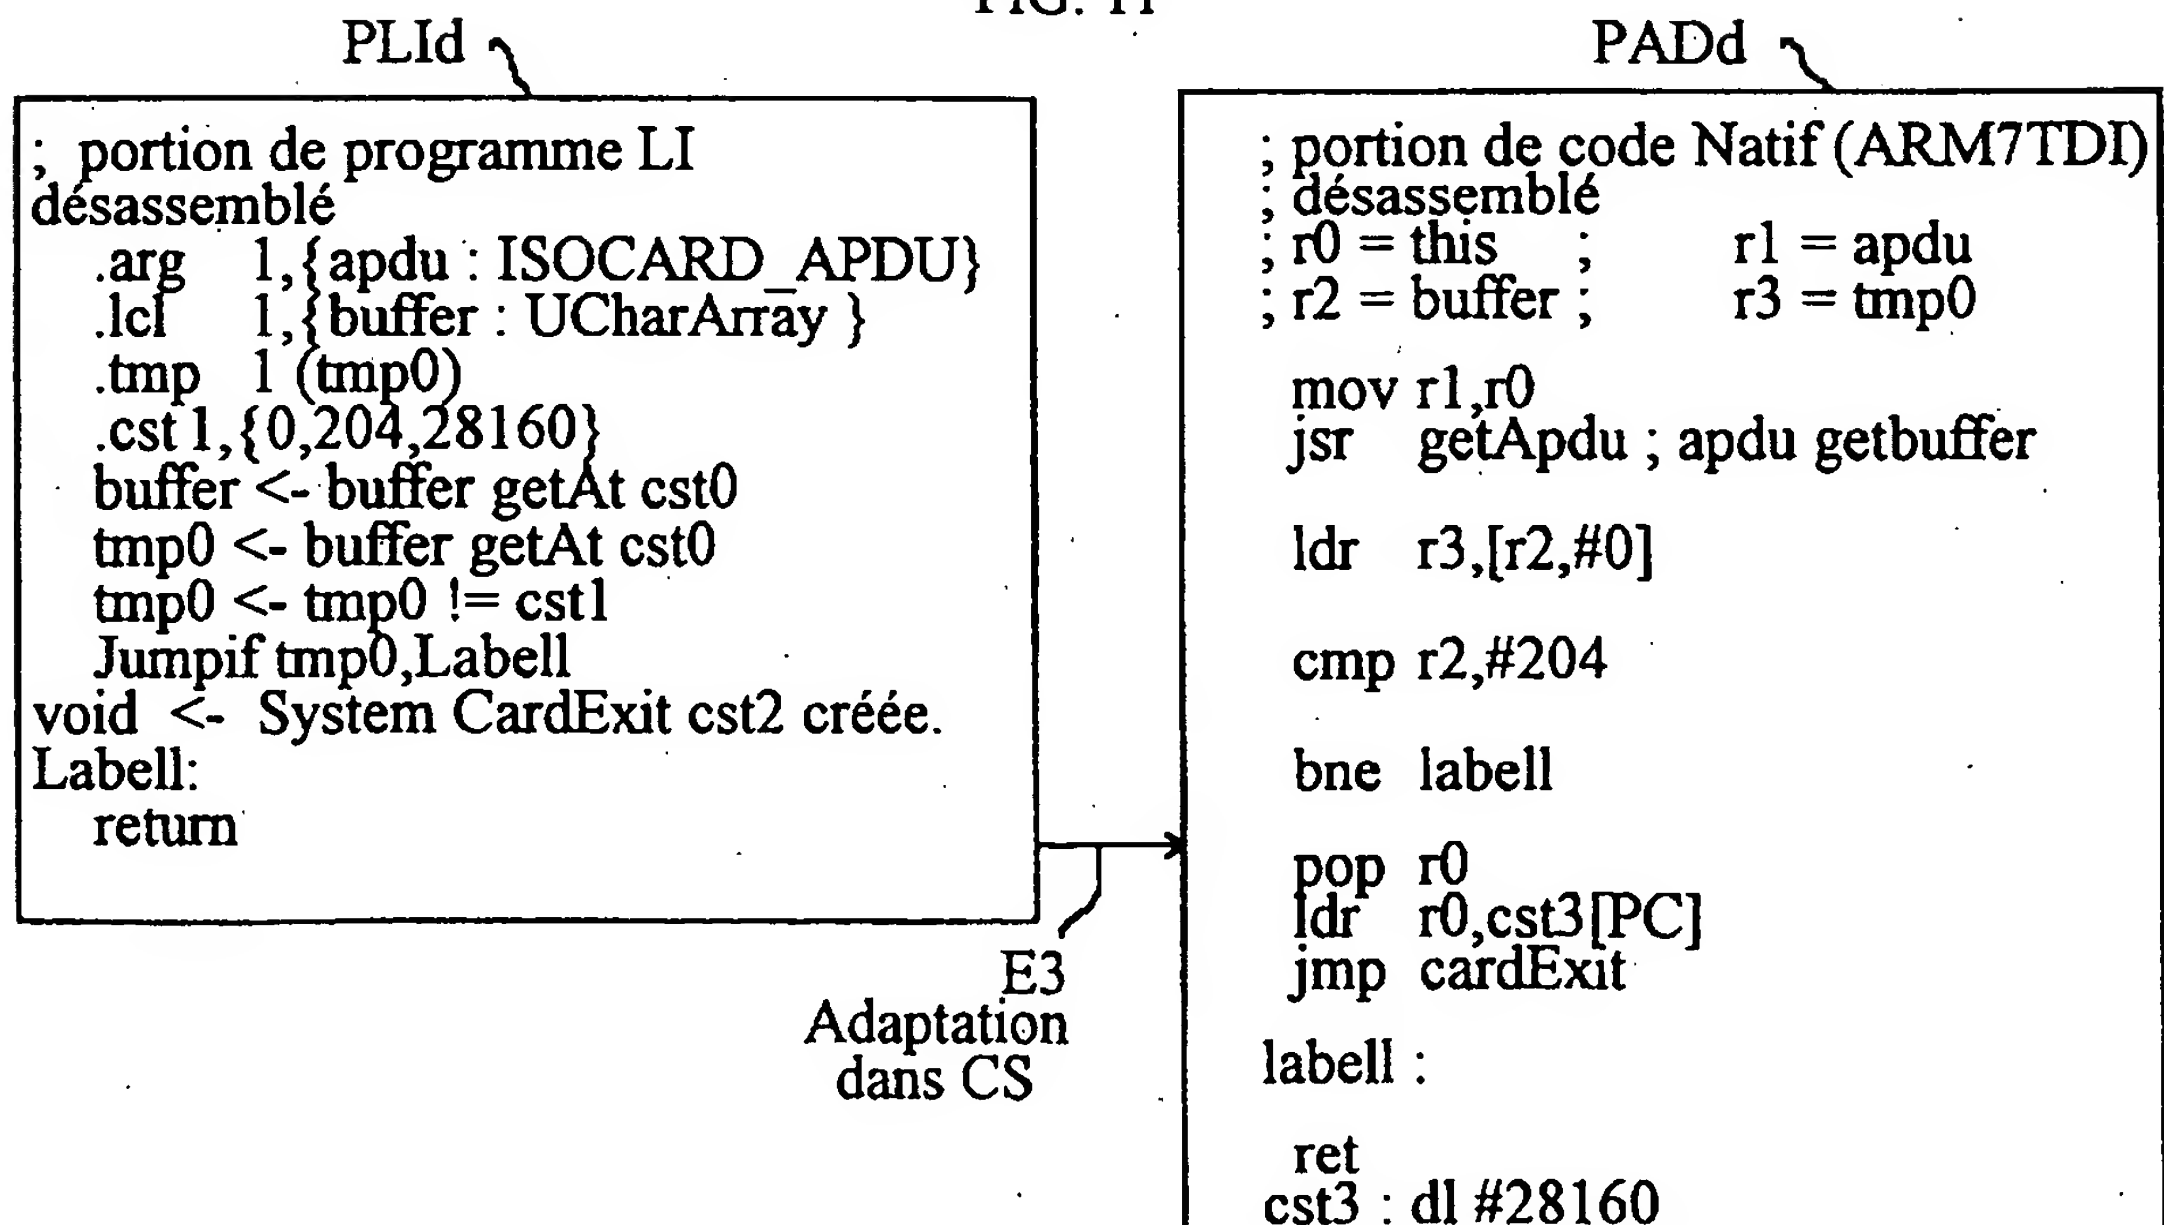 PLId
; portion de programme LI
désassemblé
.arg 1,{apdu : ISOCARD_APDU}
.lcl 1,{buffer : UCharArray }
.tmp 1 (tmp0)
.cst 1,{0,204,28160}
buffer <- buffer getAt cst0
tmp0 <- buffer getAt cst0
tmp0 <- tmp0 != cst1
Jumpif tmp0,Labell
void <- System CardExit cst2 créée.
Labell:
return
E3
Adaptation
dans CS
PADd
; portion de code Natif (ARM7TDI)
; désassemblé
; r0 = this ; r1 = apdu
; r2 = buffer ; r3 = tmp0
mov r1,r0
jsr getApdu ; apdu getbuffer
ldr r3,[r2,#0]
cmp r2,#204
bne labell
pop r0
ldr r0,cst3[PC]
jmp cardExit
labell :
ret
cst3 : dl #28160